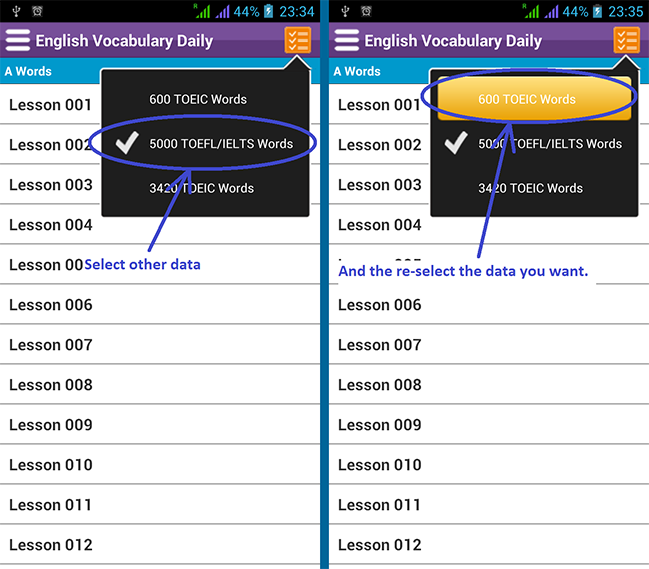 R 44% 23:34
English Vocabulary Daily
A Words
600 TOEIC Words
5000 TOEFL/IELTS Words
3420 TOEIC Words
Lesson 001
Lesson 002
Lesson 003
Lesson 004
Lesson 00
Select other data
Lesson 006
Lesson 007
Lesson 008
Lesson 009
Lesson 010
Lesson 011
Lesson 012
R 44% 23:35
English Vocabulary Daily
A Words
600 TOEIC Words
5000 TOEFL/IELTS Words
3420 TOEIC Words
Lesson 001
Lesson 002
Lesson 003
Lesson 004
And the re-select the data you want.
Lesson 006
Lesson 007
Lesson 008
Lesson 009
Lesson 010
Lesson 011
Lesson 012